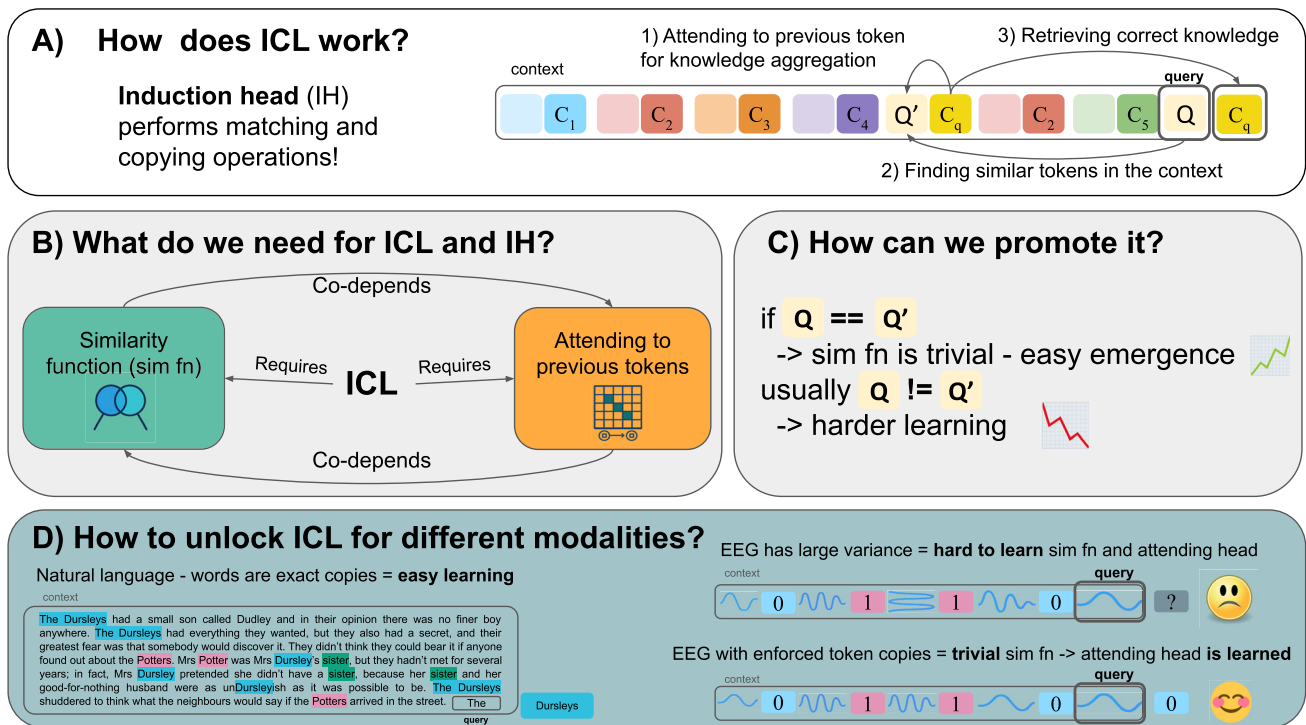 A) How does ICL work?
Induction head (IH)
performs matching and
copying operations!
1) Attending to previous token
for knowledge aggregation
3) Retrieving correct knowledge
context
query
C1 C2 C3 C4 Q’ Cq C2 C5 Q Cq
2) Finding similar tokens in the context
B) What do we need for ICL and IH?
Co-depends
Similarity
function (sim fn)
Requires
ICL
Requires
Attending to
previous tokens
Co-depends
C) How can we promote it?
if Q == Q’
-> sim fn is trivial - easy emergence
usually Q != Q’
-> harder learning
D) How to unlock ICL for different modalities?
Natural language - words are exact copies = easy learning
context
The Dursleys had a small son called Dudley and in their opinion there was no finer boy
anywhere. The Dursleys had everything they wanted, but they also had a secret, and their
greatest fear was that somebody would discover it. They didn’t think they could bear it if anyone
found out about the Potters. Mrs Potter was Mrs Dursley’s sister, but they hadn’t met for several
years; in fact, Mrs Dursley pretended she didn’t have a sister, because her sister and her
good-for-nothing husband were as unDursleyish as it was possible to be. The Dursleys
shuddered to think what the neighbours would say if the Potters arrived in the street. The
query
Dursleys
EEG has large variance = hard to learn sim fn and attending head
context
query
0 1 1 0 ?
EEG with enforced token copies = trivial sim fn -> attending head is learned
context
query
0 1 1 0 0